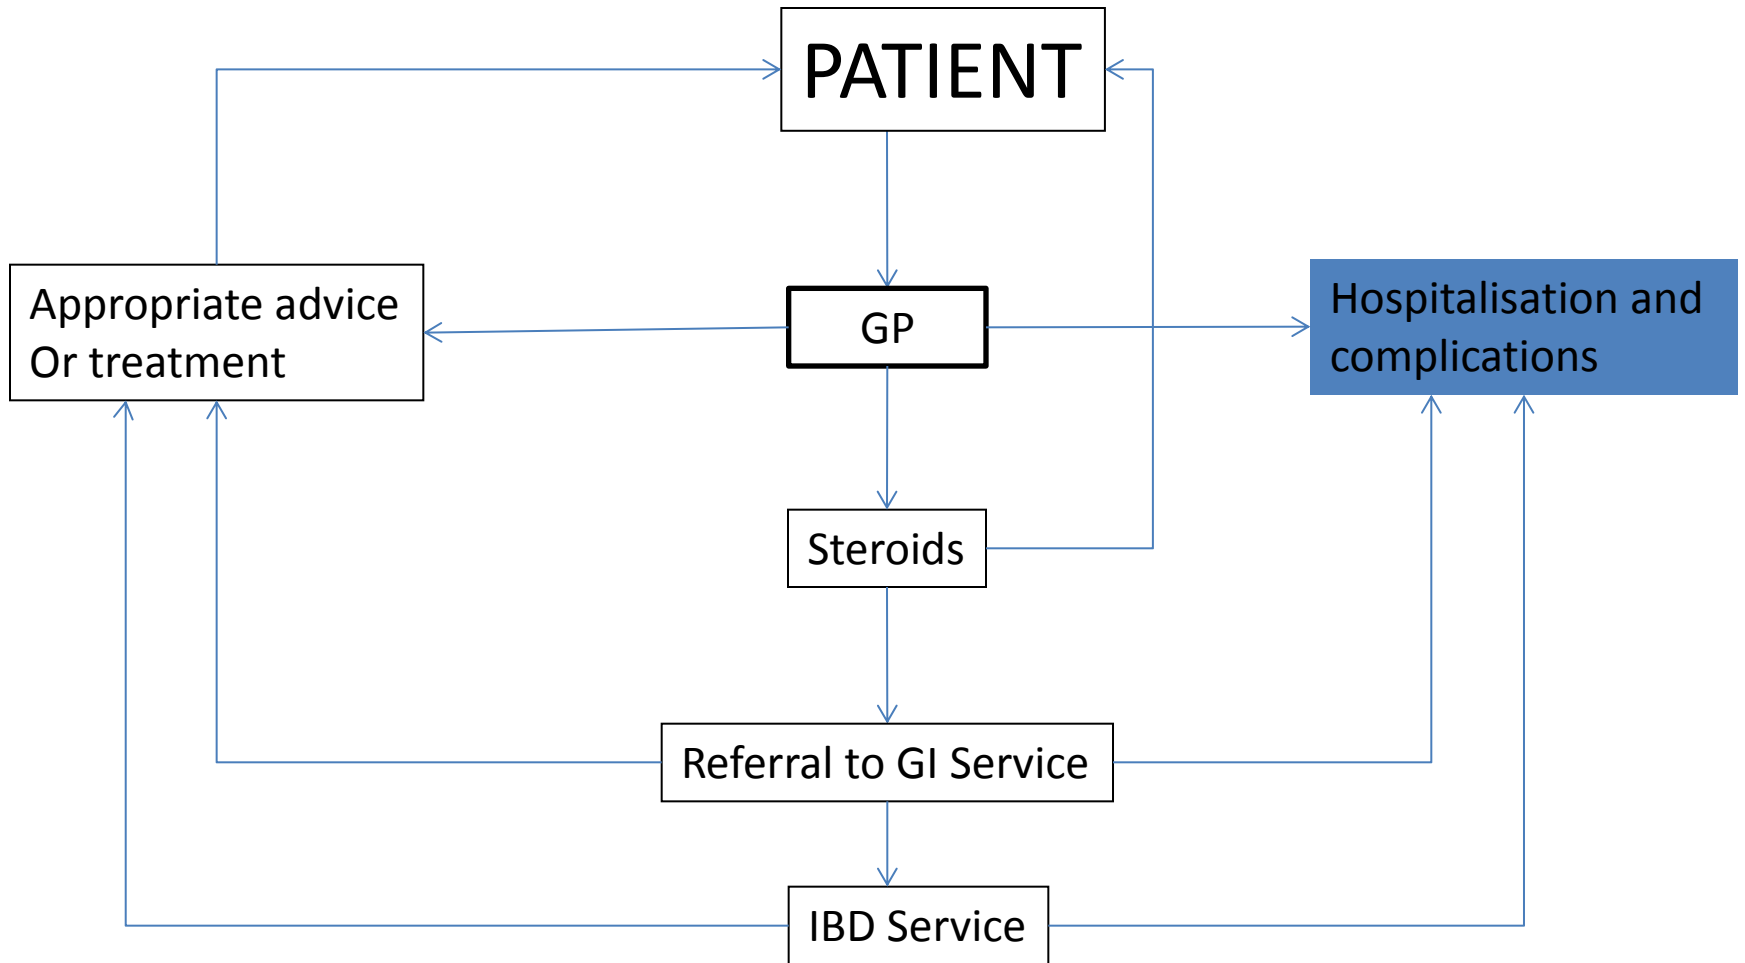 PATIENT
Appropriate advice
Or treatment
GP
Hospitalisation and
complications
Steroids
Referral to GI Service
IBD Service